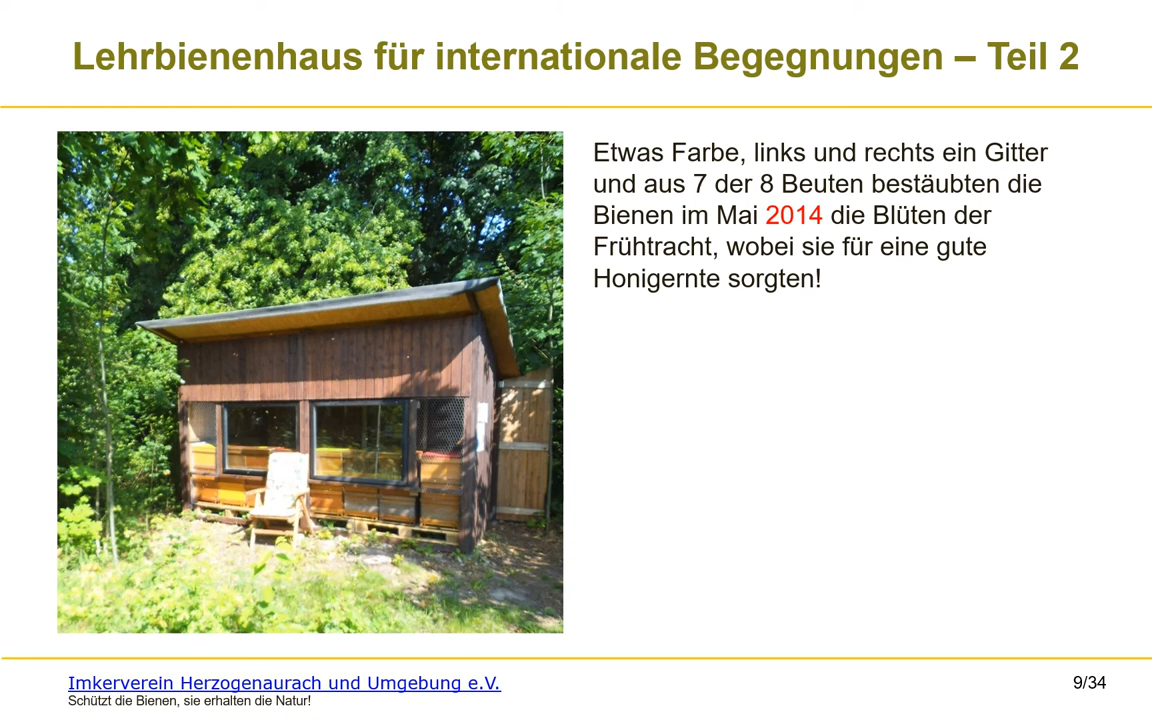 Lehrbienenhaus für internationale Begegnungen – Teil 2
Etwas Farbe, links und rechts ein Gitter
und aus 7 der 8 Beuten bestäubten die
Bienen im Mai 2014 die Blüten der
Frühtracht, wobei sie für eine gute
Honigernte sorgten!
Imkerverein Herzogenaurach und Umgebung e.V.
Schützt die Bienen, sie erhalten die Natur!
9/34